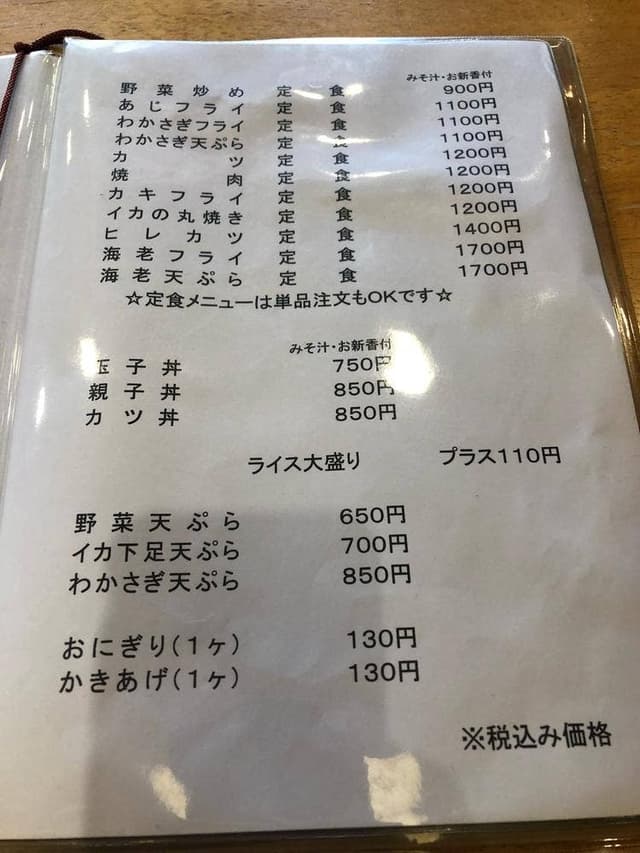 みそ汁・お新香付
野菜炒め定食 900円
あじフライ定食 1100円
わかさぎフライ定食 1100円
わかさぎ天ぷら定食 1100円
カツ定食 1200円
焼肉定食 1200円
カキフライ定食 1200円
イカの丸焼き定食 1200円
ヒレカツ定食 1400円
海老フライ定食 1700円
海老天ぷら定食 1700円
☆定食メニューは単品注文もOKです☆
みそ汁・お新香付
玉子丼 750円
親子丼 850円
カツ丼 850円
ライス大盛り プラス110円
野菜天ぷら 650円
イカ下足天ぷら 700円
わかさぎ天ぷら 850円
おにぎり(1ヶ) 130円
かきあげ(1ヶ) 130円
※税込み価格